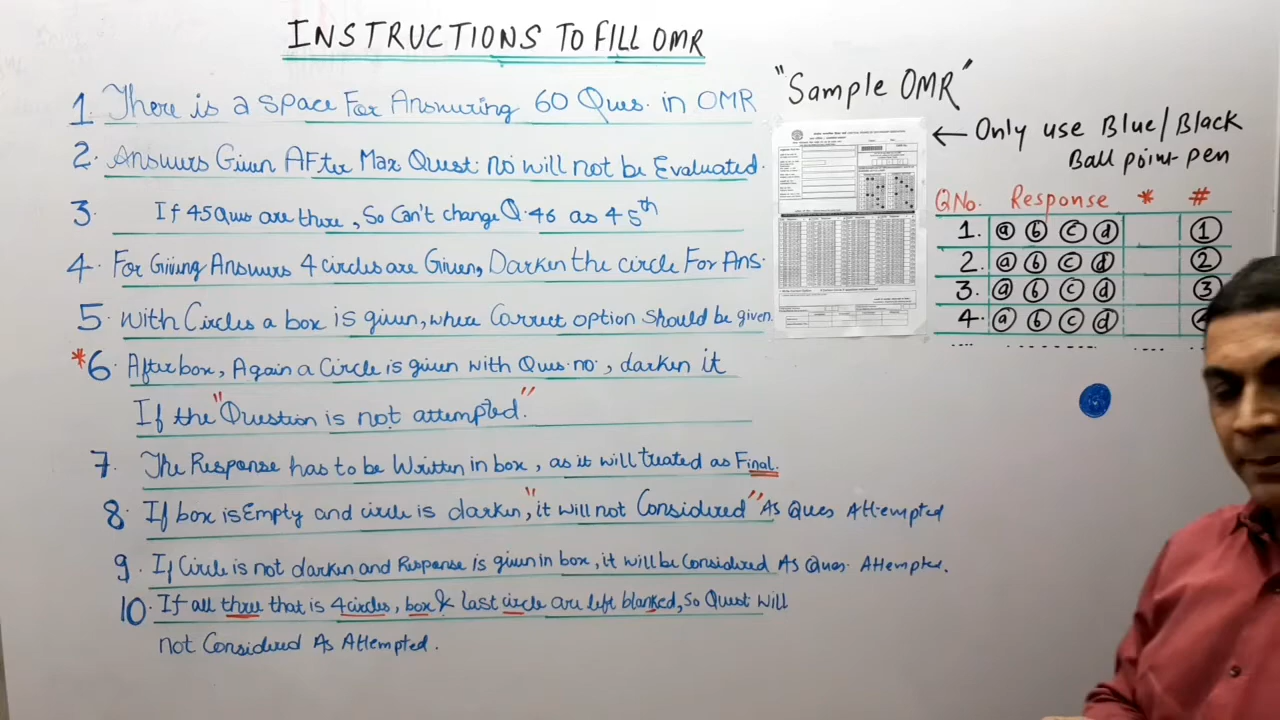 INSTRUCTIONS TO FILL OMR
1. There is a space For Answering 60 Ques. in OMR
2. Answers Given After Max Quest. no will not be Evaluated.
3. If 45 Ques are there, So Can't change Q.46 as 45th
4. For Giving Answers 4 circles are Given, Darken the circle For Ans.
5. With Circles a box is given, where Correct option should be given.
*6. After box, Again a Circle is given with Ques. no., darken it
If the "Question is not attempted."
7. The Response has to be Written in box, as it will treated as Final.
8. If box is Empty and circle is darken, "it will not Considered" As Ques Attempted
9. If Circle is not darken and Response is given in box, it will be Considered As Ques. Attempted.
10. If all three that is 4 circles, box & last circle are left blanked, So Quest will
not Considered As Attempted.
"Sample OMR"
← Only use Blue/Black
Ball point pen
QNo. Response * #
1. a b c d 1
2. a b c d 2
3. a b c d 3
4. a b c d